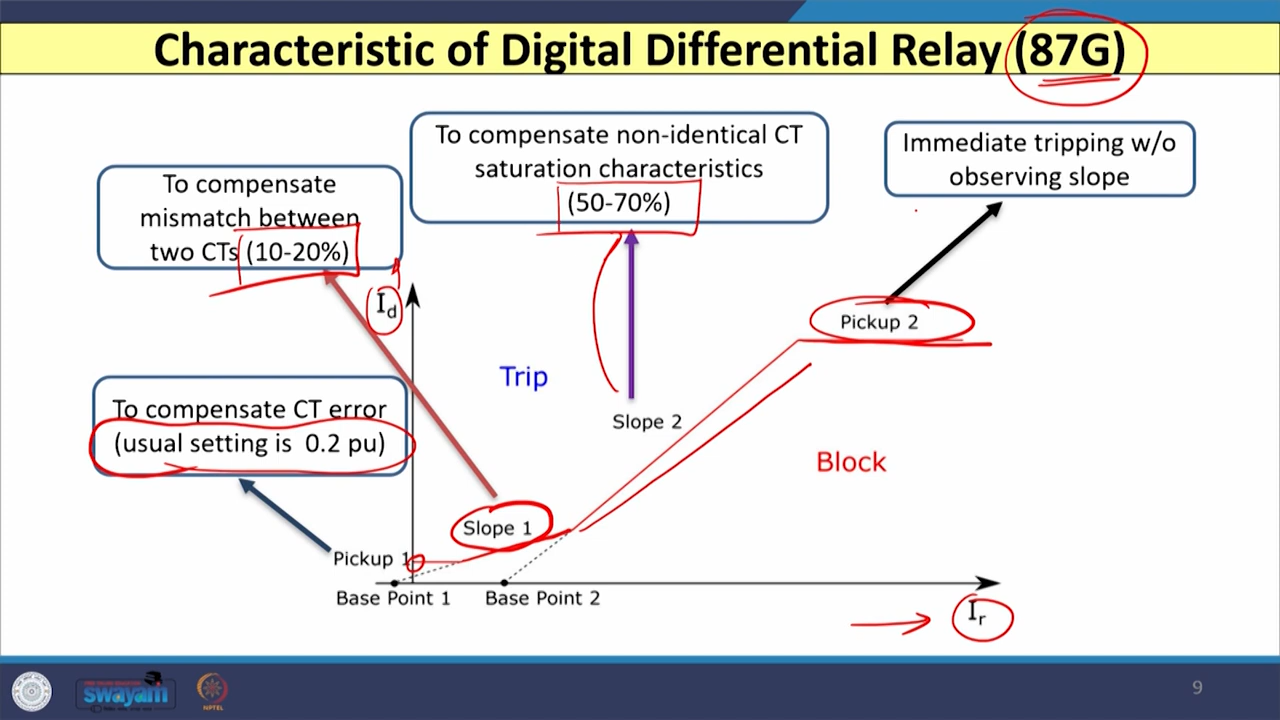 Characteristic of Digital Differential Relay (87G)
To compensate
mismatch between
two CTs (10-20%)
To compensate non-identical CT
saturation characteristics
(50-70%)
Immediate tripping w/o
observing slope
To compensate CT error
(usual setting is 0.2 pu)
Id
Trip
Slope 2
Pickup 2
Block
Slope 1
Pickup 1
Base Point 1
Base Point 2
Ir
swayam
NPTEL
9